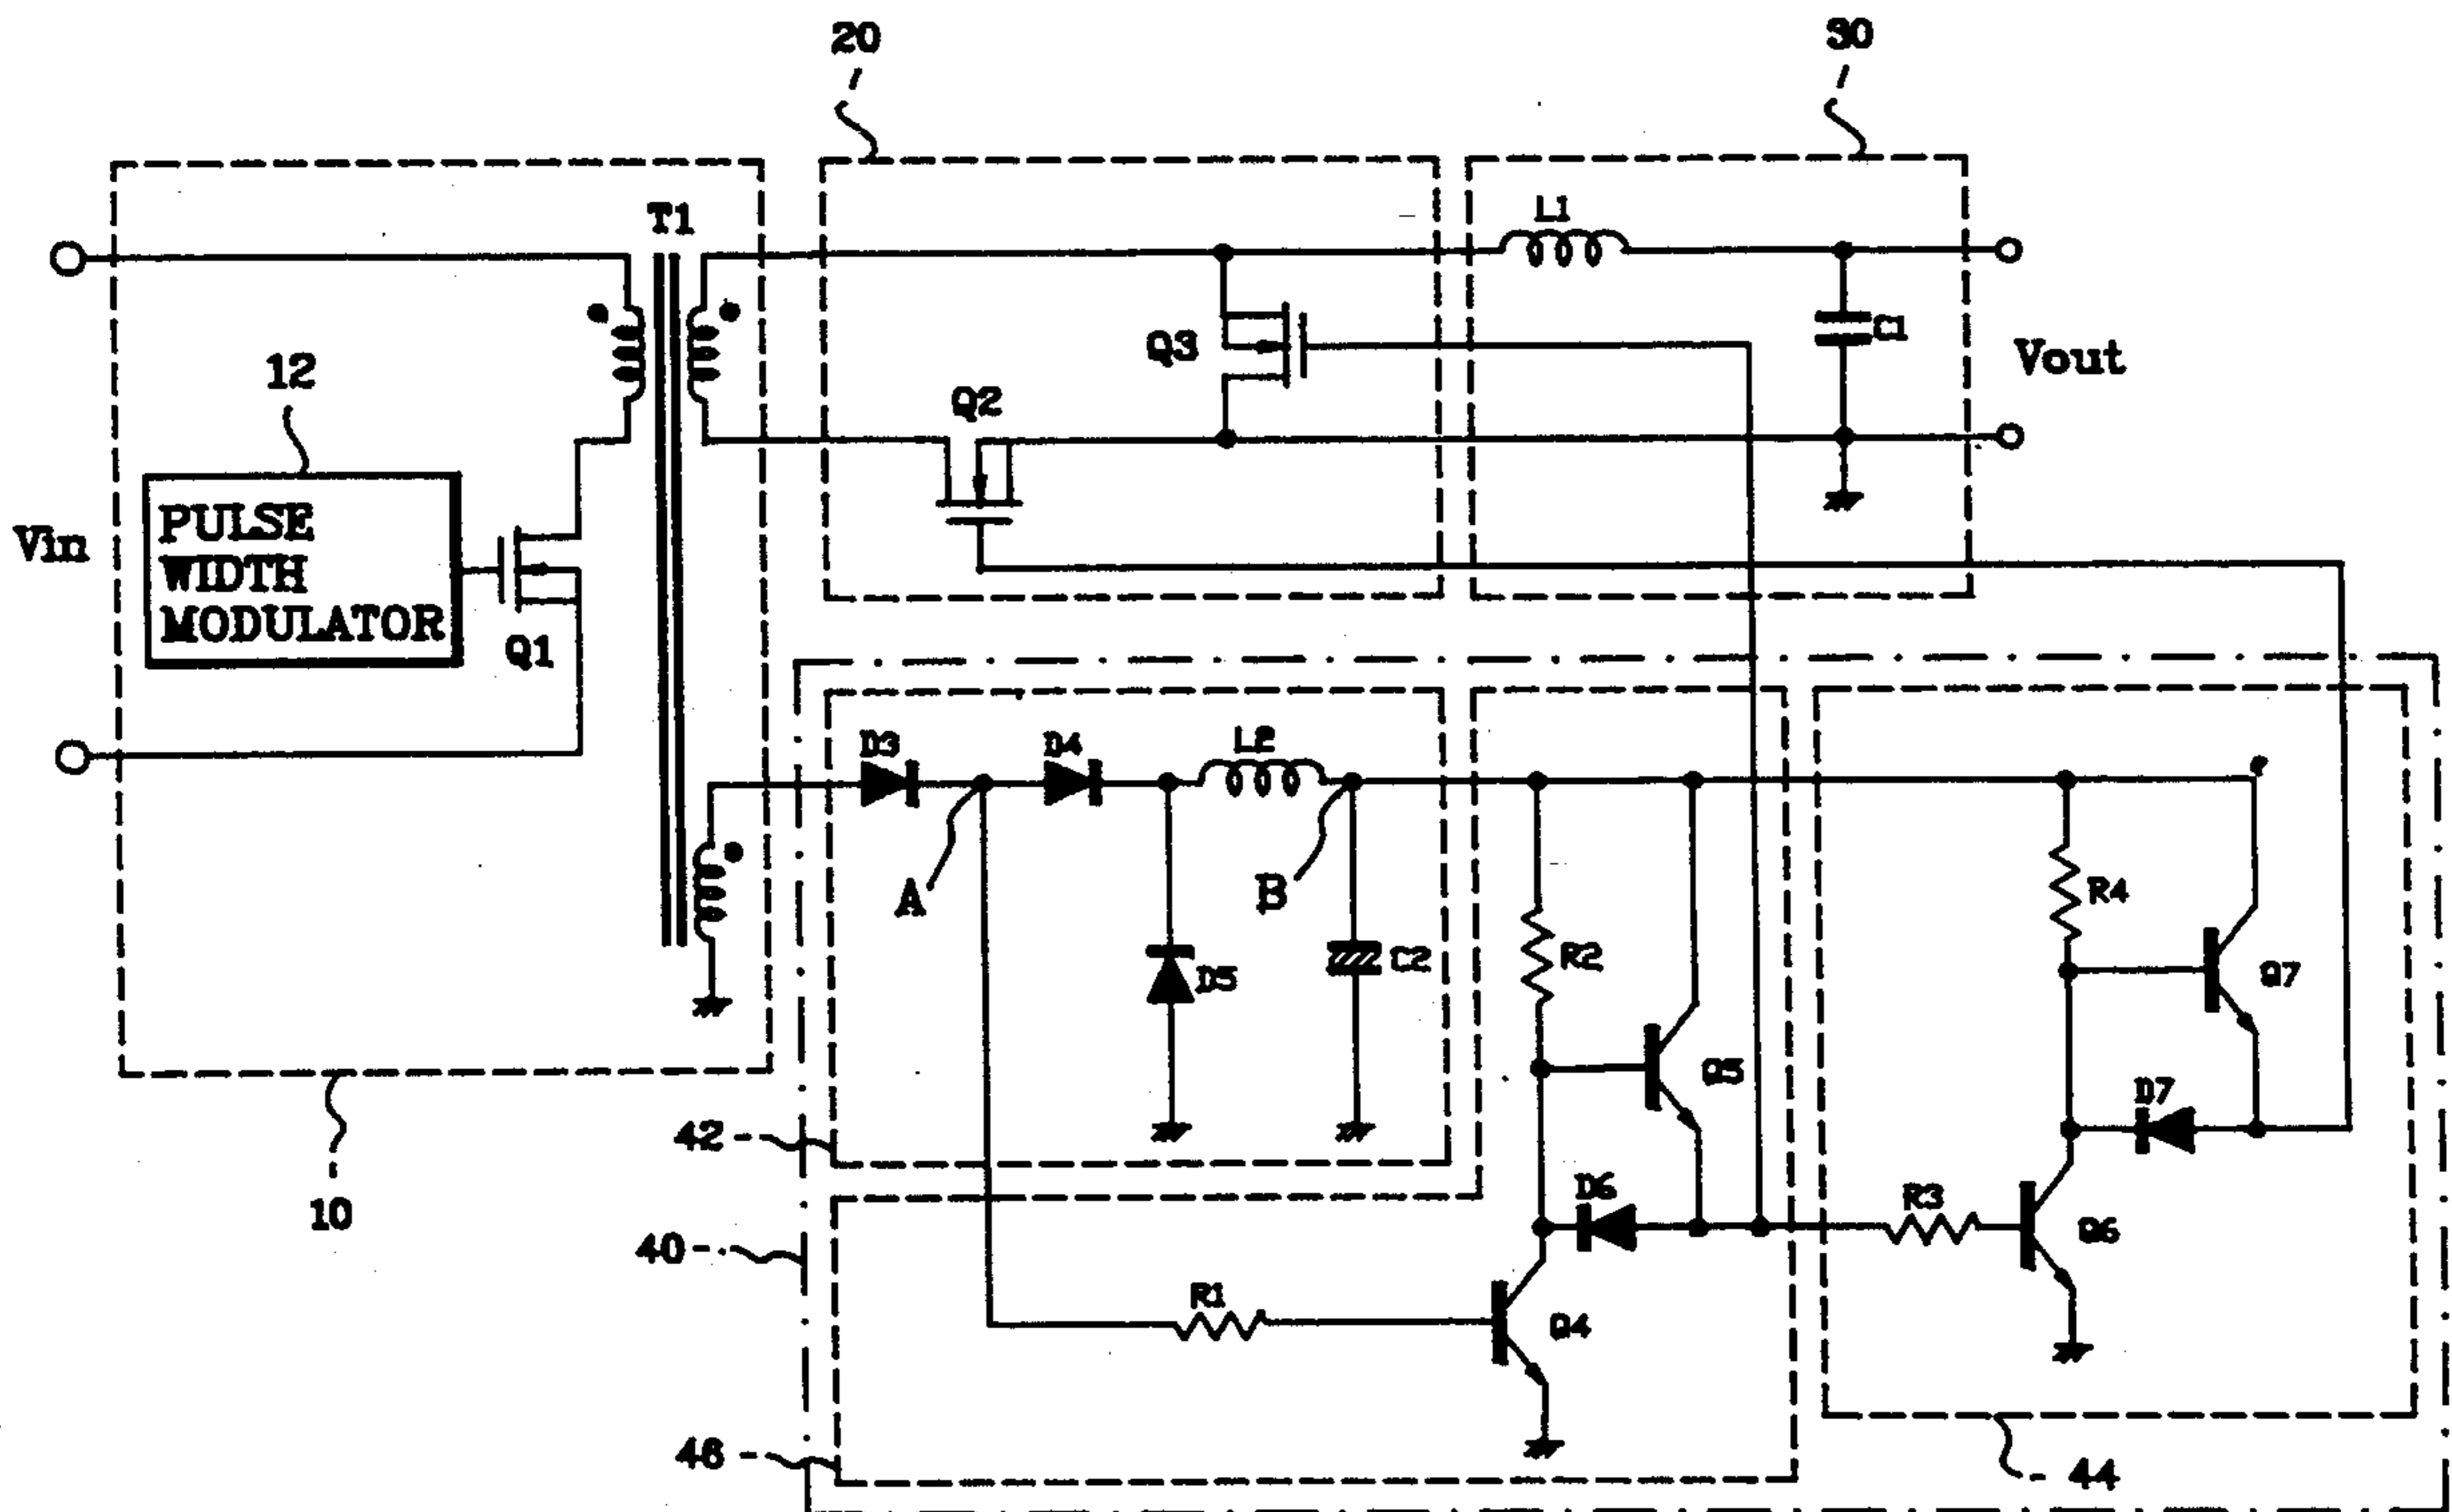 20
30
T1
L1
Q3
C1
Vout
12
Q2
PULSE
WIDTH
MODULATOR
Vin
Q1
D3
D4
L2
A
B
R2
R4
D5
C2
Q7
Q5
D7
42
10
D6
R3
Q6
40
R1
Q4
46
44